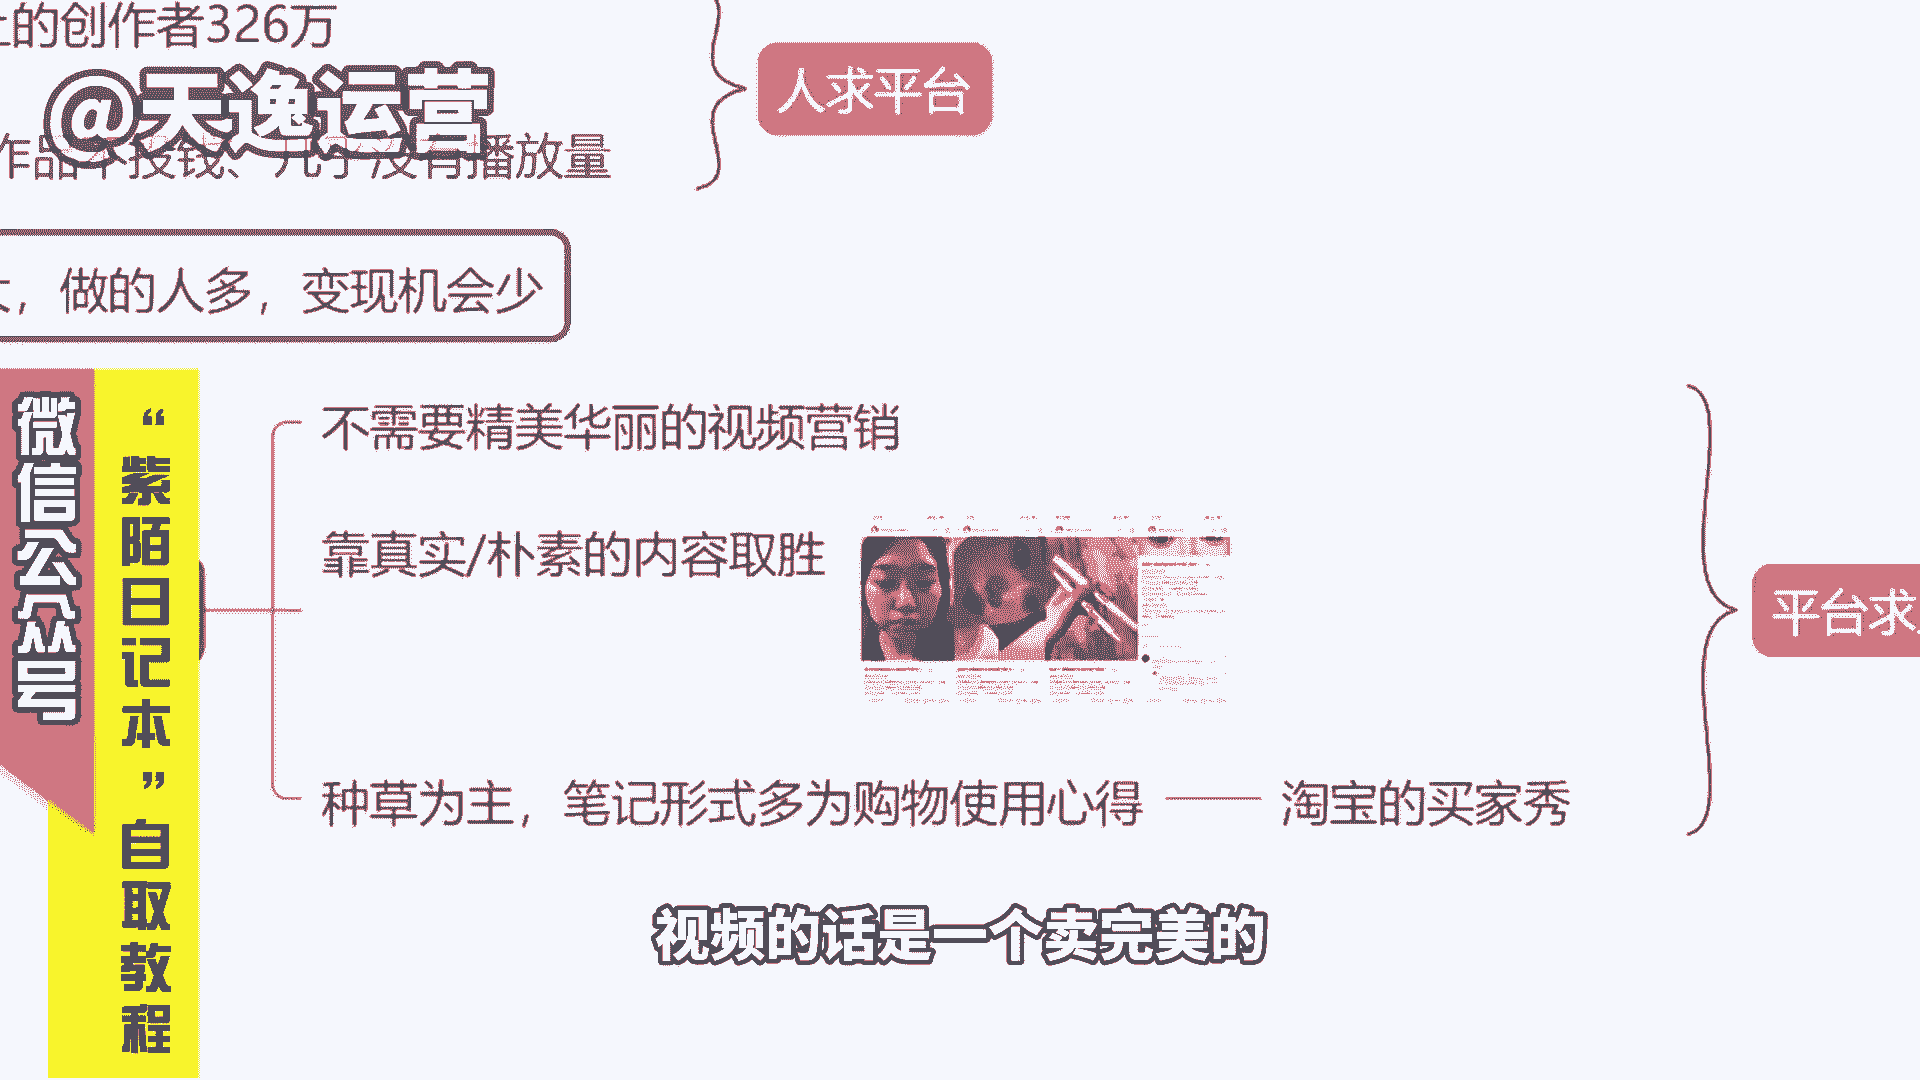 的创作者326万
@天逸运营
人求平台
作品不投钱、几乎没有播放量
，做的人多，变现机会少
微信公众号
“紫陌日记本”自取教程
不需要精美华丽的视频营销
靠真实/朴素的内容取胜
平台求
种草为主，笔记形式多为购物使用心得
淘宝的买家秀
视频的话是一个卖完美的